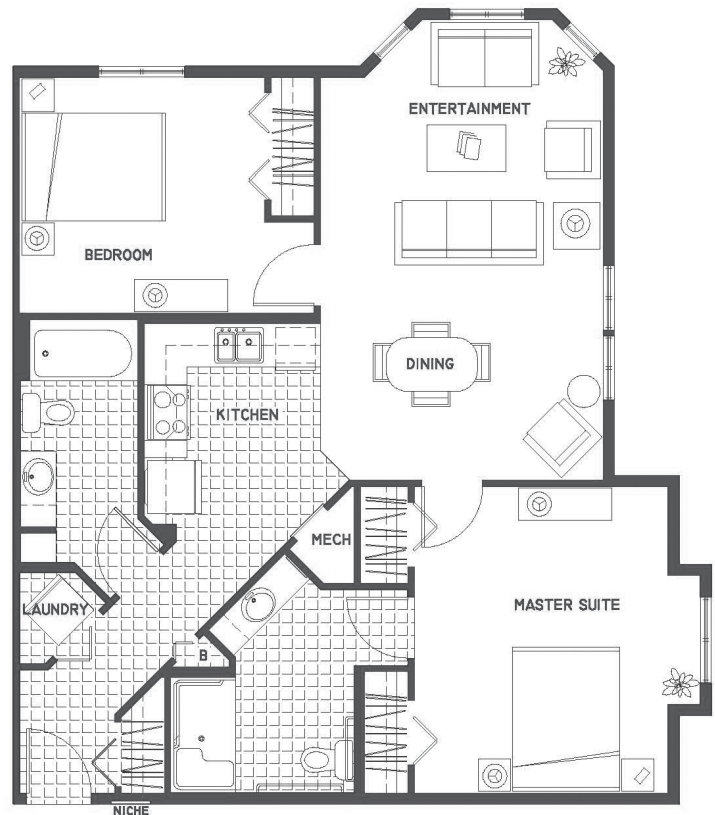 ENTERTAINMENT
BEDROOM
DINING
KITCHEN
MECH
LAUNDRY
MASTER SUITE
B
NICHE